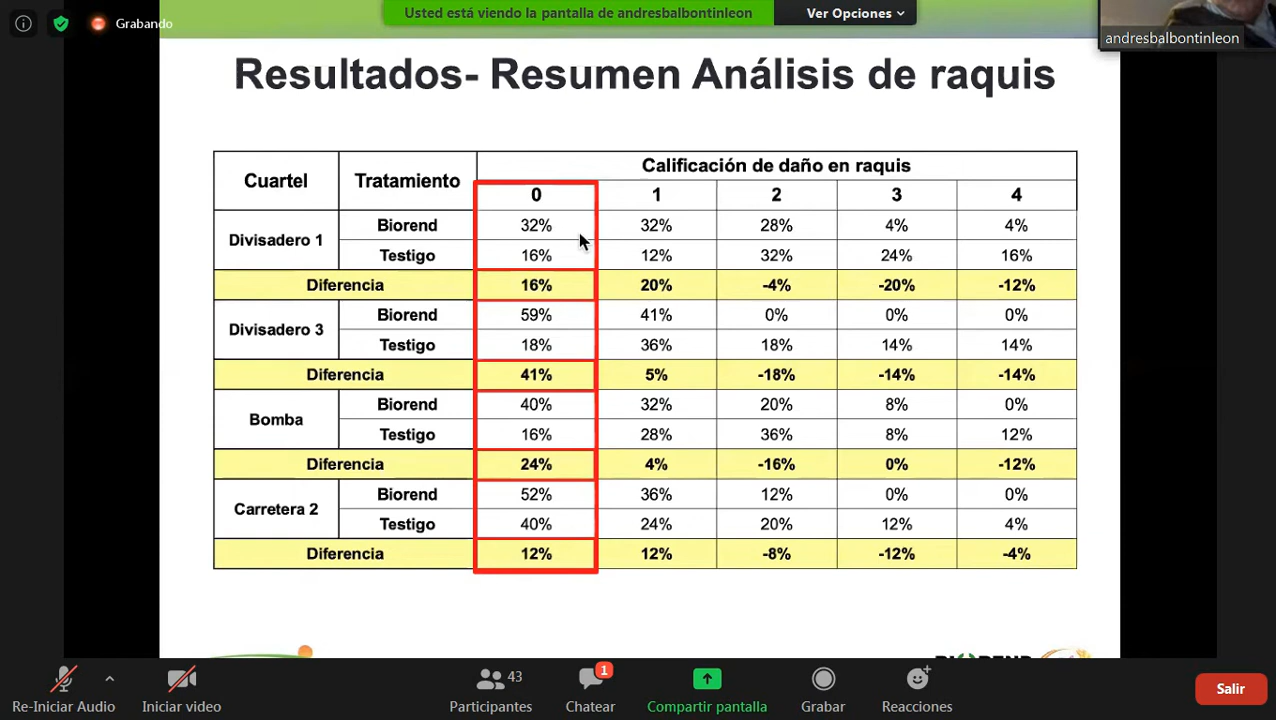 Grabando
Usted está viendo la pantalla de andresbalbontinleon
Ver Opciones
andresbalbontinleon
Resultados- Resumen Análisis de raquis
Cuartel Tratamiento Calificación de daño en raquis
0 1 2 3 4
Divisadero 1 Biorend 32% 32% 28% 4% 4%
Testigo 16% 12% 32% 24% 16%
Diferencia 16% 20% -4% -20% -12%
Divisadero 3 Biorend 59% 41% 0% 0% 0%
Testigo 18% 36% 18% 14% 14%
Diferencia 41% 5% -18% -14% -14%
Bomba Biorend 40% 32% 20% 8% 0%
Testigo 16% 28% 36% 8% 12%
Diferencia 24% 4% -16% 0% -12%
Carretera 2 Biorend 52% 36% 12% 0% 0%
Testigo 40% 24% 20% 12% 4%
Diferencia 12% 12% -8% -12% -4%
BIOREND
43 1
Re-Iniciar Audio Iniciar video Participantes Chatear Compartir pantalla Grabar Reacciones Salir